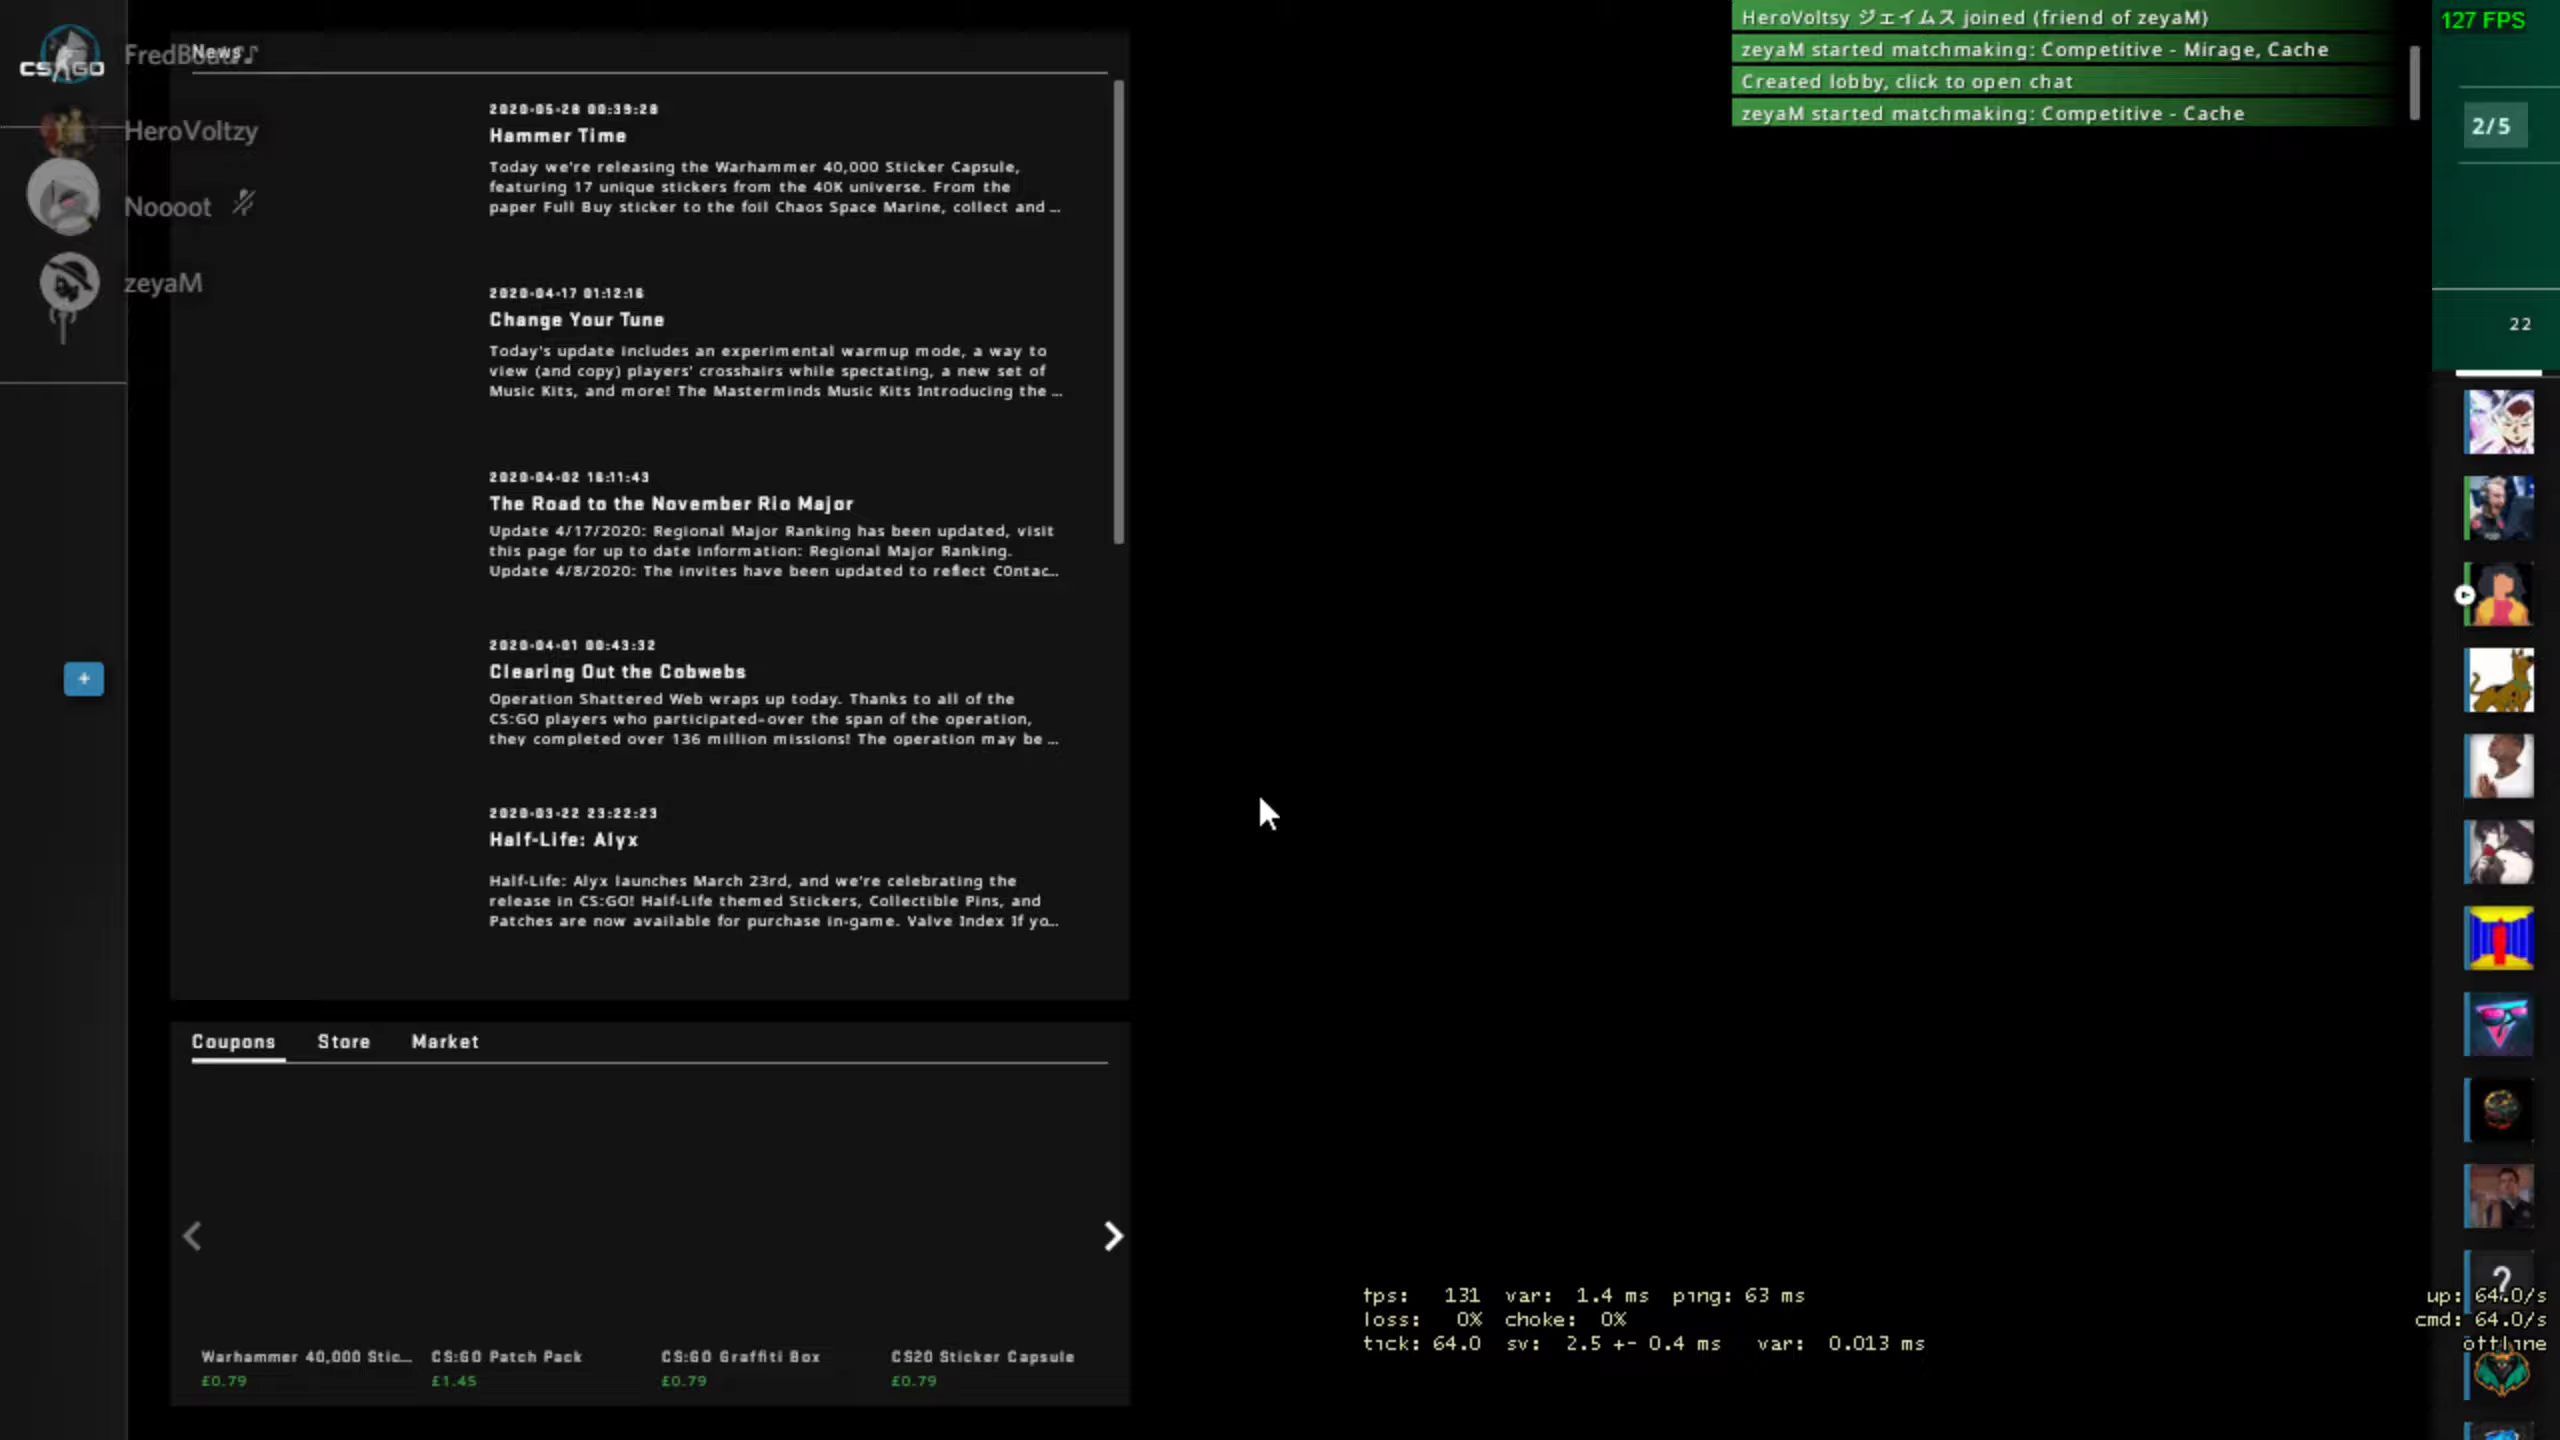 CS:GO
FredBoat♪♪
HeroVoltzy
Noooot
zeyaM
News
2020-05-28 00:39:28
Hammer Time
Today we're releasing the Warhammer 40,000 Sticker Capsule,
featuring 17 unique stickers from the 40K universe. From the
paper Full Buy sticker to the foil Chaos Space Marine, collect and ...
2020-04-17 01:12:16
Change Your Tune
Today's update includes an experimental warmup mode, a way to
view (and copy) players' crosshairs while spectating, a new set of
Music Kits, and more! The Masterminds Music Kits Introducing the ...
2020-04-02 16:11:43
The Road to the November Rio Major
Update 4/17/2020: Regional Major Ranking has been updated, visit
this page for up to date information: Regional Major Ranking.
Update 4/8/2020: The invites have been updated to reflect C0ntac...
2020-04-01 00:43:32
Clearing Out the Cobwebs
Operation Shattered Web wraps up today. Thanks to all of the
CS:GO players who participated–over the span of the operation,
they completed over 136 million missions! The operation may be ...
2020-03-22 23:22:23
Half-Life: Alyx
Half-Life: Alyx launches March 23rd, and we're celebrating the
release in CS:GO! Half-Life themed Stickers, Collectible Pins, and
Patches are now available for purchase in-game. Valve Index If yo...
Coupons Store Market
Warhammer 40,000 Stic... CS:GO Patch Pack CS:GO Graffiti Box CS20 Sticker Capsule
£0.79 £1.45 £0.79 £0.79
HeroVoltsy ジェイムス joined (friend of zeyaM)
zeyaM started matchmaking: Competitive - Mirage, Cache
Created lobby, click to open chat
zeyaM started matchmaking: Competitive - Cache
127 FPS
2/5
22
?
fps: 131 var: 1.4 ms ping: 63 ms
loss: 0% choke: 0%
tick: 64.0 sv: 2.5 +- 0.4 ms var: 0.013 ms
up: 64.0/s
cmd: 64.0/s
offline